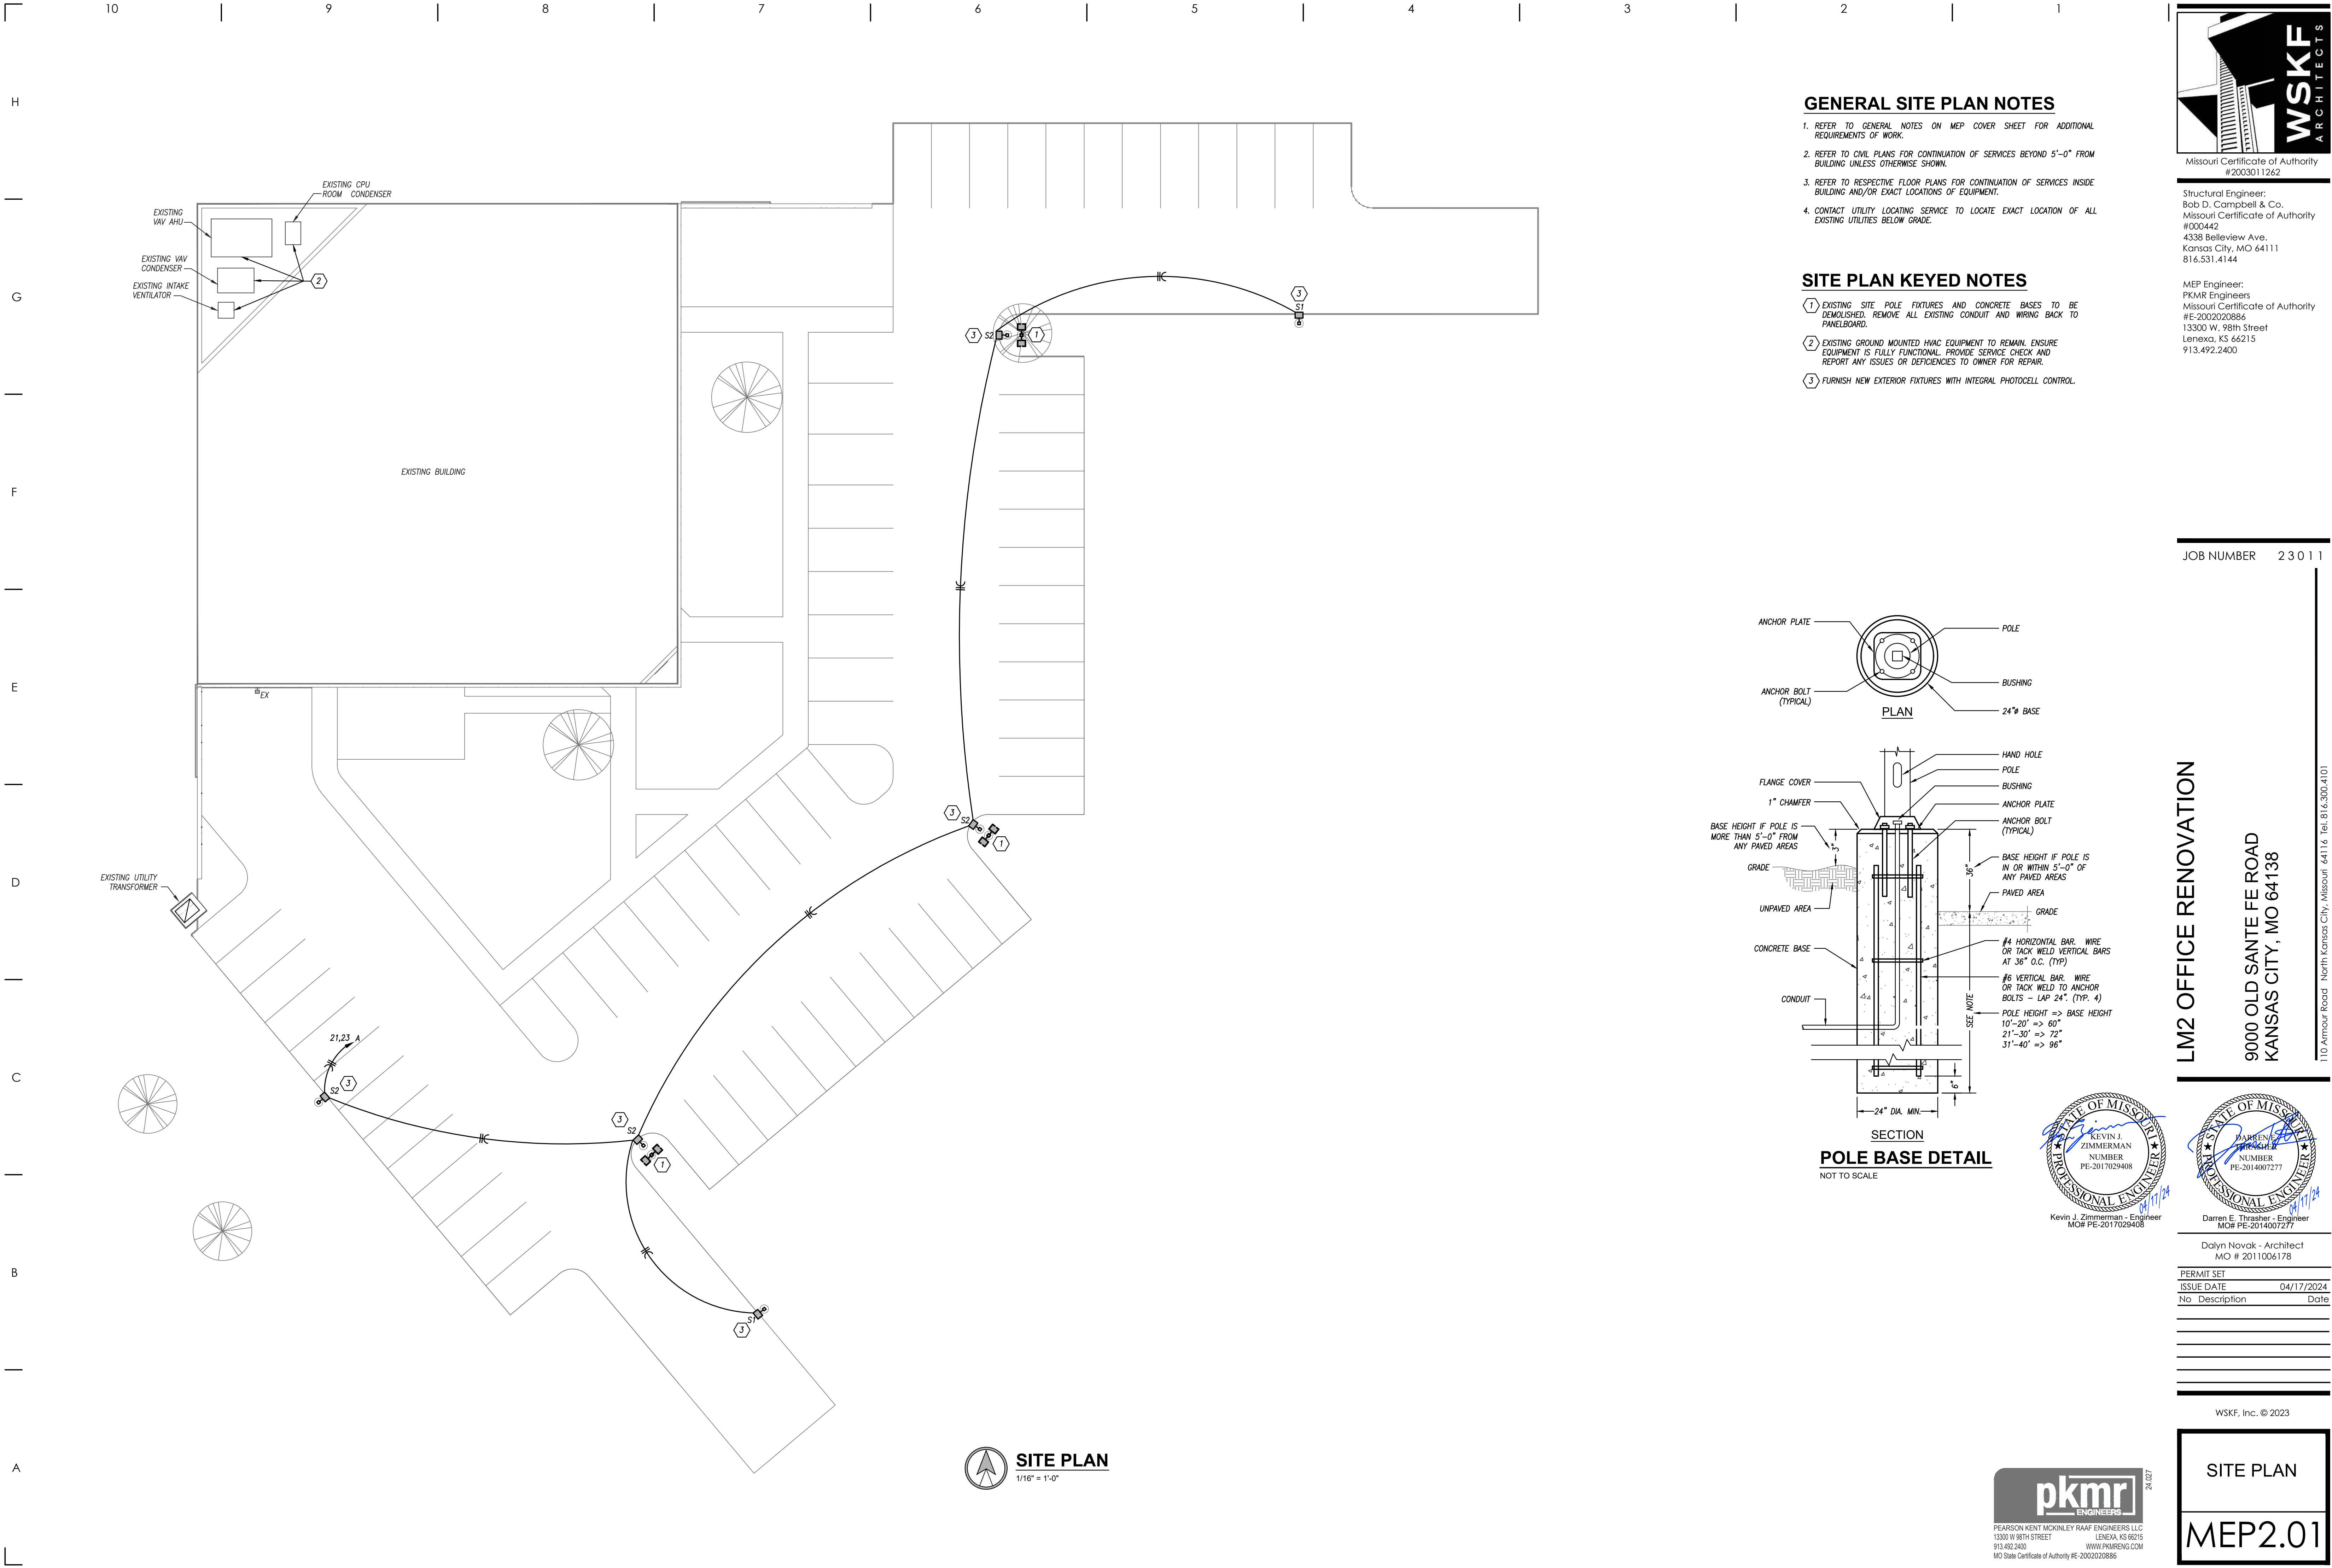 10 9 8 7 6 5 4 3 2 1
H
G
F
E
D
C
B
A
EXISTING CPU
ROOM CONDENSER
EXISTING
VAV AHU
EXISTING VAV
CONDENSER
EXISTING INTAKE
VENTILATOR
2
EXISTING BUILDING
EX
EXISTING UTILITY
TRANSFORMER
3
S1
3 S2
1
3
S2
1
21,23 A
3
S2
3
S2
1
S1
3
SITE PLAN
1/16" = 1'-0"
GENERAL SITE PLAN NOTES
1. REFER TO GENERAL NOTES ON MEP COVER SHEET FOR ADDITIONAL
REQUIREMENTS OF WORK.
2. REFER TO CIVIL PLANS FOR CONTINUATION OF SERVICES BEYOND 5'-0" FROM
BUILDING UNLESS OTHERWISE SHOWN.
3. REFER TO RESPECTIVE FLOOR PLANS FOR CONTINUATION OF SERVICES INSIDE
BUILDING AND/OR EXACT LOCATIONS OF EQUIPMENT.
4. CONTACT UTILITY LOCATING SERVICE TO LOCATE EXACT LOCATION OF ALL
EXISTING UTILITIES BELOW GRADE.
SITE PLAN KEYED NOTES
1 EXISTING SITE POLE FIXTURES AND CONCRETE BASES TO BE
DEMOLISHED. REMOVE ALL EXISTING CONDUIT AND WIRING BACK TO
PANELBOARD.
2 EXISTING GROUND MOUNTED HVAC EQUIPMENT TO REMAIN. ENSURE
EQUIPMENT IS FULLY FUNCTIONAL. PROVIDE SERVICE CHECK AND
REPORT ANY ISSUES OR DEFICIENCIES TO OWNER FOR REPAIR.
3 FURNISH NEW EXTERIOR FIXTURES WITH INTEGRAL PHOTOCELL CONTROL.
ANCHOR PLATE
POLE
BUSHING
ANCHOR BOLT
(TYPICAL)
24"ø BASE
PLAN
HAND HOLE
POLE
BUSHING
ANCHOR PLATE
ANCHOR BOLT
(TYPICAL)
FLANGE COVER
1" CHAMFER
BASE HEIGHT IF POLE IS
MORE THAN 5'-0" FROM
ANY PAVED AREAS
3"
GRADE
UNPAVED AREA
CONCRETE BASE
CONDUIT
36"
BASE HEIGHT IF POLE IS
IN OR WITHIN 5'-0" OF
ANY PAVED AREAS
PAVED AREA
GRADE
#4 HORIZONTAL BAR. WIRE
OR TACK WELD VERTICAL BARS
AT 36" O.C. (TYP)
#6 VERTICAL BAR. WIRE
OR TACK WELD TO ANCHOR
BOLTS - LAP 24". (TYP. 4)
SEE NOTE
POLE HEIGHT => BASE HEIGHT
10'-20' => 60"
21'-30' => 72"
31'-40' => 96"
6"
24" DIA. MIN.
SECTION
POLE BASE DETAIL
NOT TO SCALE
STATE OF MISSOURI
KEVIN J.
ZIMMERMAN
NUMBER
PE-2017029408
PROFESSIONAL ENGINEER
04/17/24
Kevin J. Zimmerman - Engineer
MO# PE-2017029408
STATE OF MISSOURI
DARREN E.
THRASHER
NUMBER
PE-2014007277
PROFESSIONAL ENGINEER
04/17/24
Darren E. Thrasher - Engineer
MO# PE-2014007277
pkmr
ENGINEERS
24.027
PEARSON KENT MCKINLEY RAAF ENGINEERS LLC
13300 W 98TH STREET LENEXA, KS 66215
913.492.2400 WWW.PKMRENG.COM
MO State Certificate of Authority #E-2002020886
WSKF
ARCHITECTS
Missouri Certificate of Authority
#2003011262
Structural Engineer:
Bob D. Campbell & Co.
Missouri Certificate of Authority
#000442
4338 Belleview Ave.
Kansas City, MO 64111
816.531.4144
MEP Engineer:
PKMR Engineers
Missouri Certificate of Authority
#E-2002020886
13300 W. 98th Street
Lenexa, KS 66215
913.492.2400
JOB NUMBER 23011
LM2 OFFICE RENOVATION
9000 OLD SANTE FE ROAD
KANSAS CITY, MO 64138
110 Armour Road North Kansas City, Missouri 64116 Tel. 816.300.4101
Dalyn Novak - Architect
MO # 2011006178
PERMIT SET
ISSUE DATE 04/17/2024
No Description Date
WSKF, Inc. © 2023
SITE PLAN
MEP2.01